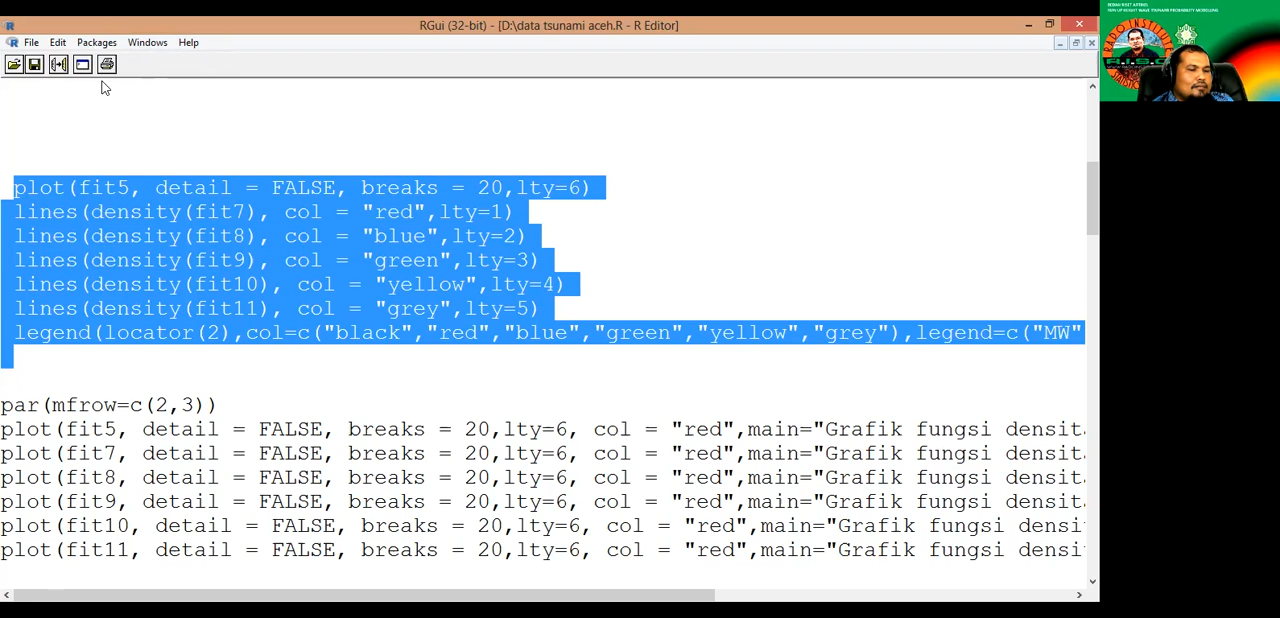 RGui (32-bit) - [D:\data tsunami aceh.R - R Editor]
File Edit Packages Windows Help
plot(fit5, detail = FALSE, breaks = 20,lty=6)
lines(density(fit7), col = "red",lty=1)
lines(density(fit8), col = "blue",lty=2)
lines(density(fit9), col = "green",lty=3)
lines(density(fit10), col = "yellow",lty=4)
lines(density(fit11), col = "grey",lty=5)
legend(locator(2),col=c("black","red","blue","green","yellow","grey"),legend=c("MW"
par(mfrow=c(2,3))
plot(fit5, detail = FALSE, breaks = 20,lty=6, col = "red",main="Grafik fungsi densita
plot(fit7, detail = FALSE, breaks = 20,lty=6, col = "red",main="Grafik fungsi densita
plot(fit8, detail = FALSE, breaks = 20,lty=6, col = "red",main="Grafik fungsi densita
plot(fit9, detail = FALSE, breaks = 20,lty=6, col = "red",main="Grafik fungsi densita
plot(fit10, detail = FALSE, breaks = 20,lty=6, col = "red",main="Grafik fungsi densi
plot(fit11, detail = FALSE, breaks = 20,lty=6, col = "red",main="Grafik fungsi densi
RADO INSTITUTE
R.I.S.C